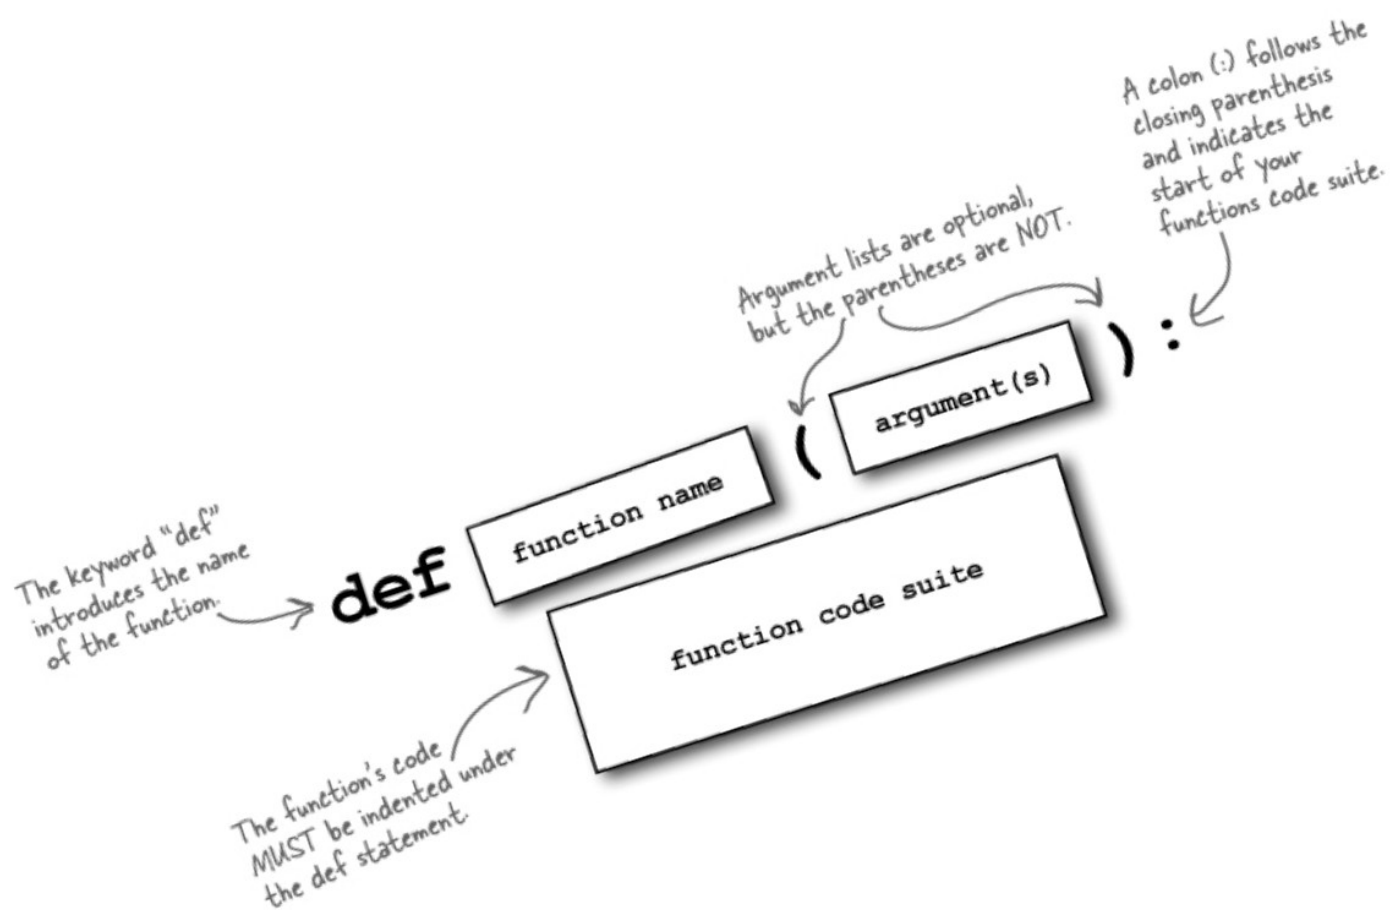 A colon (:) follows the
closing parenthesis
and indicates the
start of your
functions code suite.
Argument lists are optional,
but the parentheses are NOT.
The keyword “def”
introduces the name
of the function.
def function name ( argument(s) ) :
function code suite
The function's code
MUST be indented under
the def statement.